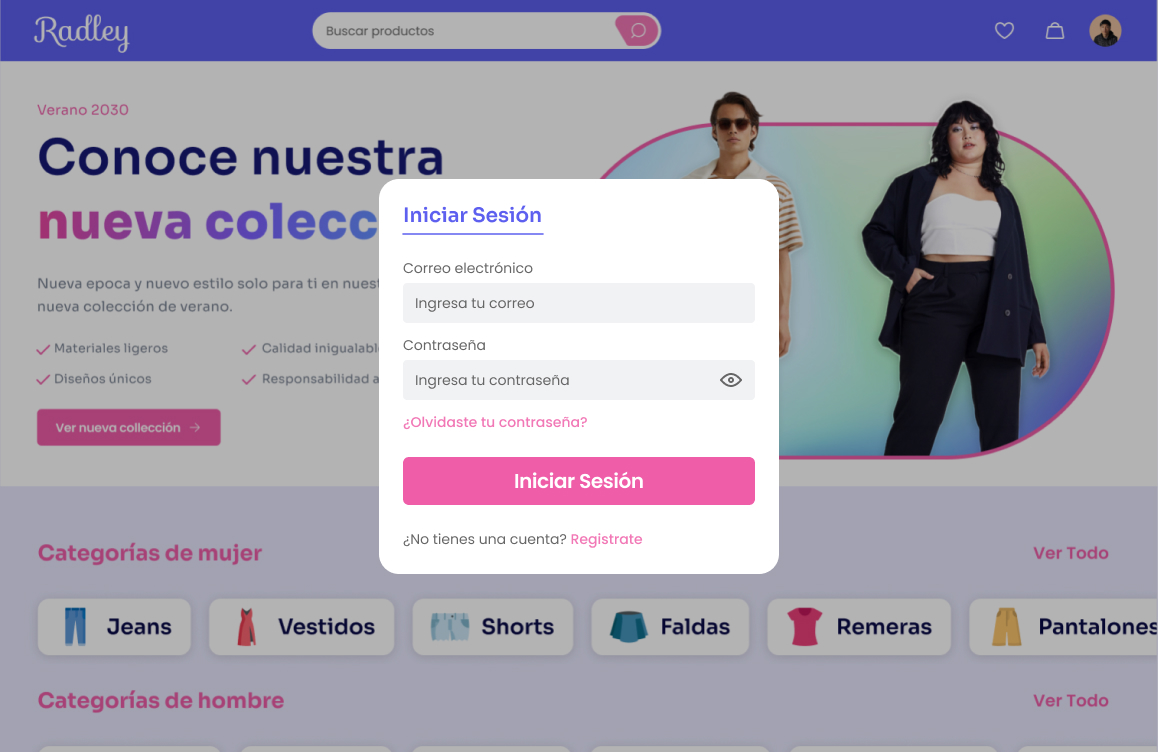 Radley
Buscar productos
Verano 2030
Conoce nuestra
nueva colecc
Nueva epoca y nuevo estilo solo para ti en nuest
nueva colección de verano.
Materiales ligeros
Calidad inigualabl
Diseños únicos
Responsabilidad a
Ver nueva collección
Iniciar Sesión
Correo electrónico
Ingresa tu correo
Contraseña
Ingresa tu contraseña
¿Olvidaste tu contraseña?
Iniciar Sesión
¿No tienes una cuenta? Registrate
Categorías de mujer
Ver Todo
Jeans
Vestidos
Shorts
Faldas
Remeras
Pantalones
Categorías de hombre
Ver Todo